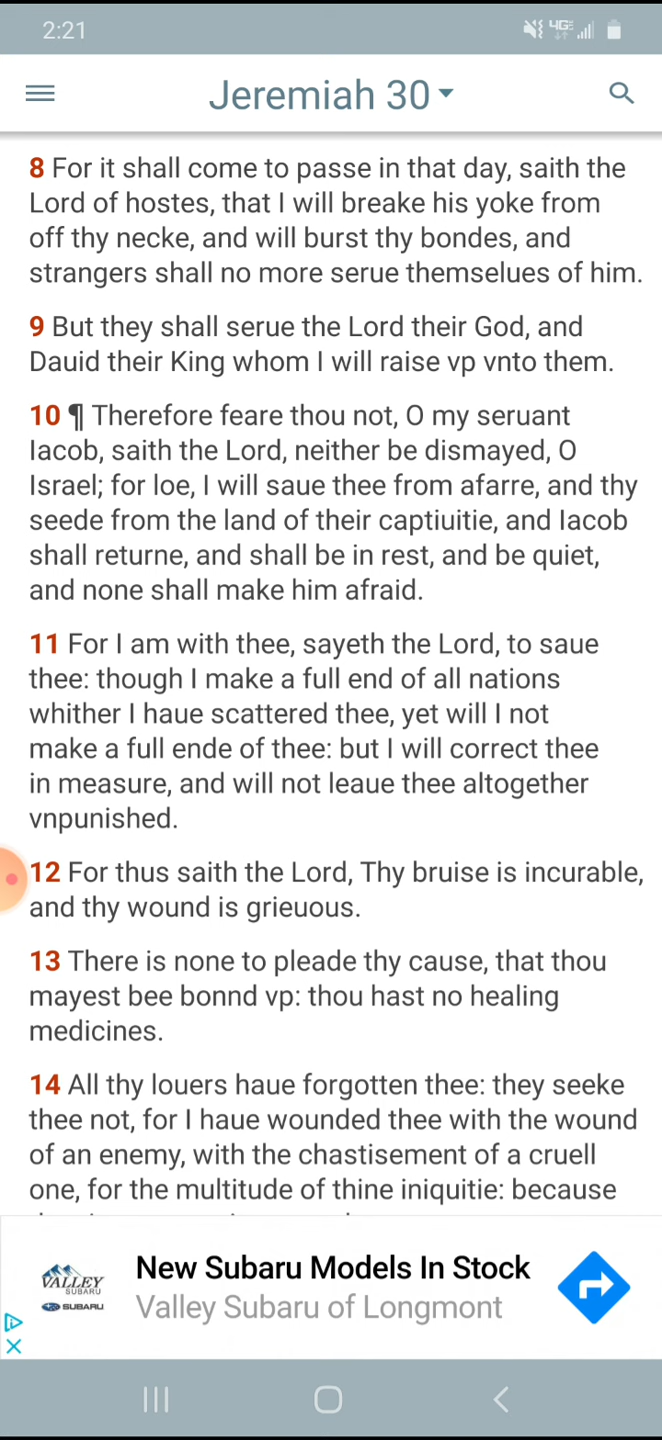 2:21
4GE
Jeremiah 30
8 For it shall come to passe in that day, saith the
Lord of hostes, that I will breake his yoke from
off thy necke, and will burst thy bondes, and
strangers shall no more serue themselues of him.
9 But they shall serue the Lord their God, and
Dauid their King whom I will raise vp vnto them.
10 ¶ Therefore feare thou not, O my seruant
Iacob, saith the Lord, neither be dismayed, O
Israel; for loe, I will saue thee from afarre, and thy
seede from the land of their captiuitie, and Iacob
shall returne, and shall be in rest, and be quiet,
and none shall make him afraid.
11 For I am with thee, sayeth the Lord, to saue
thee: though I make a full end of all nations
whither I haue scattered thee, yet will I not
make a full ende of thee: but I will correct thee
in measure, and will not leaue thee altogether
vnpunished.
12 For thus saith the Lord, Thy bruise is incurable,
and thy wound is grieuous.
13 There is none to pleade thy cause, that thou
mayest bee bonnd vp: thou hast no healing
medicines.
14 All thy louers haue forgotten thee: they seeke
thee not, for I haue wounded thee with the wound
of an enemy, with the chastisement of a cruell
one, for the multitude of thine iniquitie: because
VALLEY
SUBARU
SUBARU
New Subaru Models In Stock
Valley Subaru of Longmont